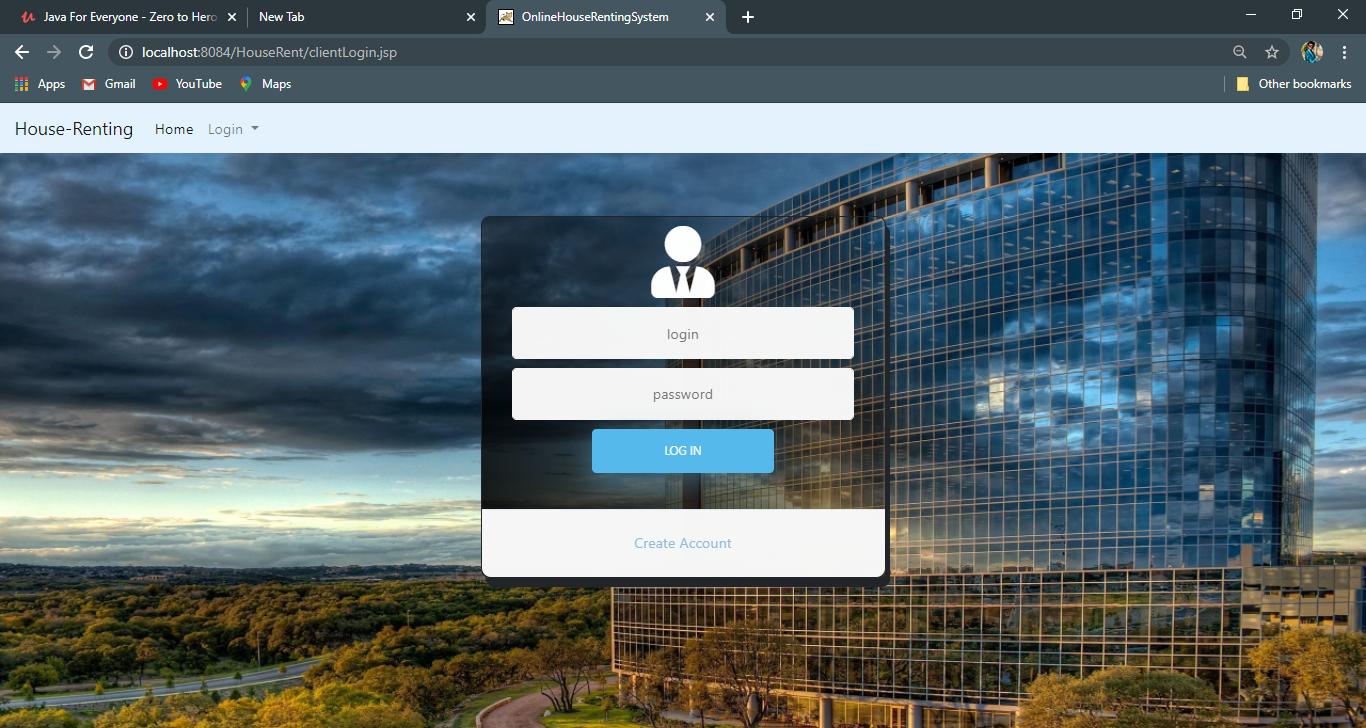 Java For Everyone - Zero to Hero
New Tab
OnlineHouseRentingSystem
localhost:8084/HouseRent/clientLogin.jsp
Apps
Gmail
YouTube
Maps
Other bookmarks
House-Renting
Home
Login
login
password
LOG IN
Create Account